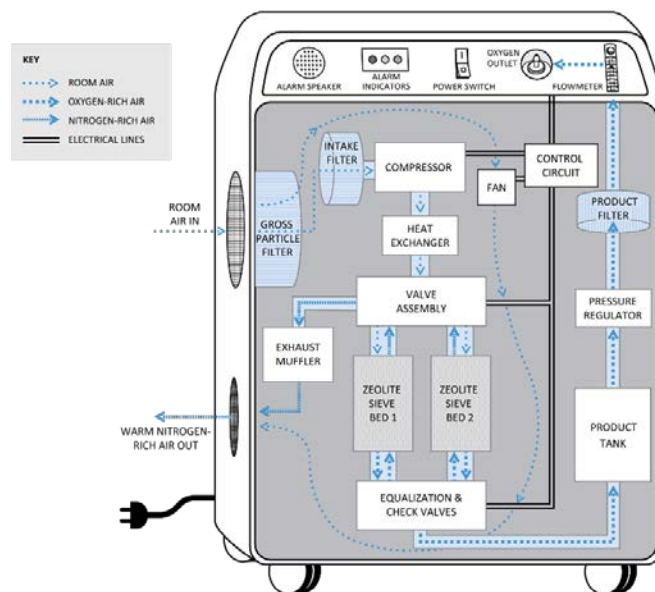 KEY
ROOM AIR
OXYGEN-RICH AIR
NITROGEN-RICH AIR
ELECTRICAL LINES
ALARM SPEAKER
ALARM
INDICATORS
POWER SWITCH
OXYGEN
OUTLET
FLOWMETER
INTAKE
FILTER
COMPRESSOR
CONTROL
CIRCUIT
FAN
ROOM
AIR IN
GROSS
PARTICLE
FILTER
HEAT
EXCHANGER
PRODUCT
FILTER
VALVE
ASSEMBLY
PRESSURE
REGULATOR
EXHAUST
MUFFLER
ZEOLITE
SIEVE
BED 1
ZEOLITE
SIEVE
BED 2
WARM NITROGEN-
RICH AIR OUT
PRODUCT
TANK
EQUALIZATION &
CHECK VALVES